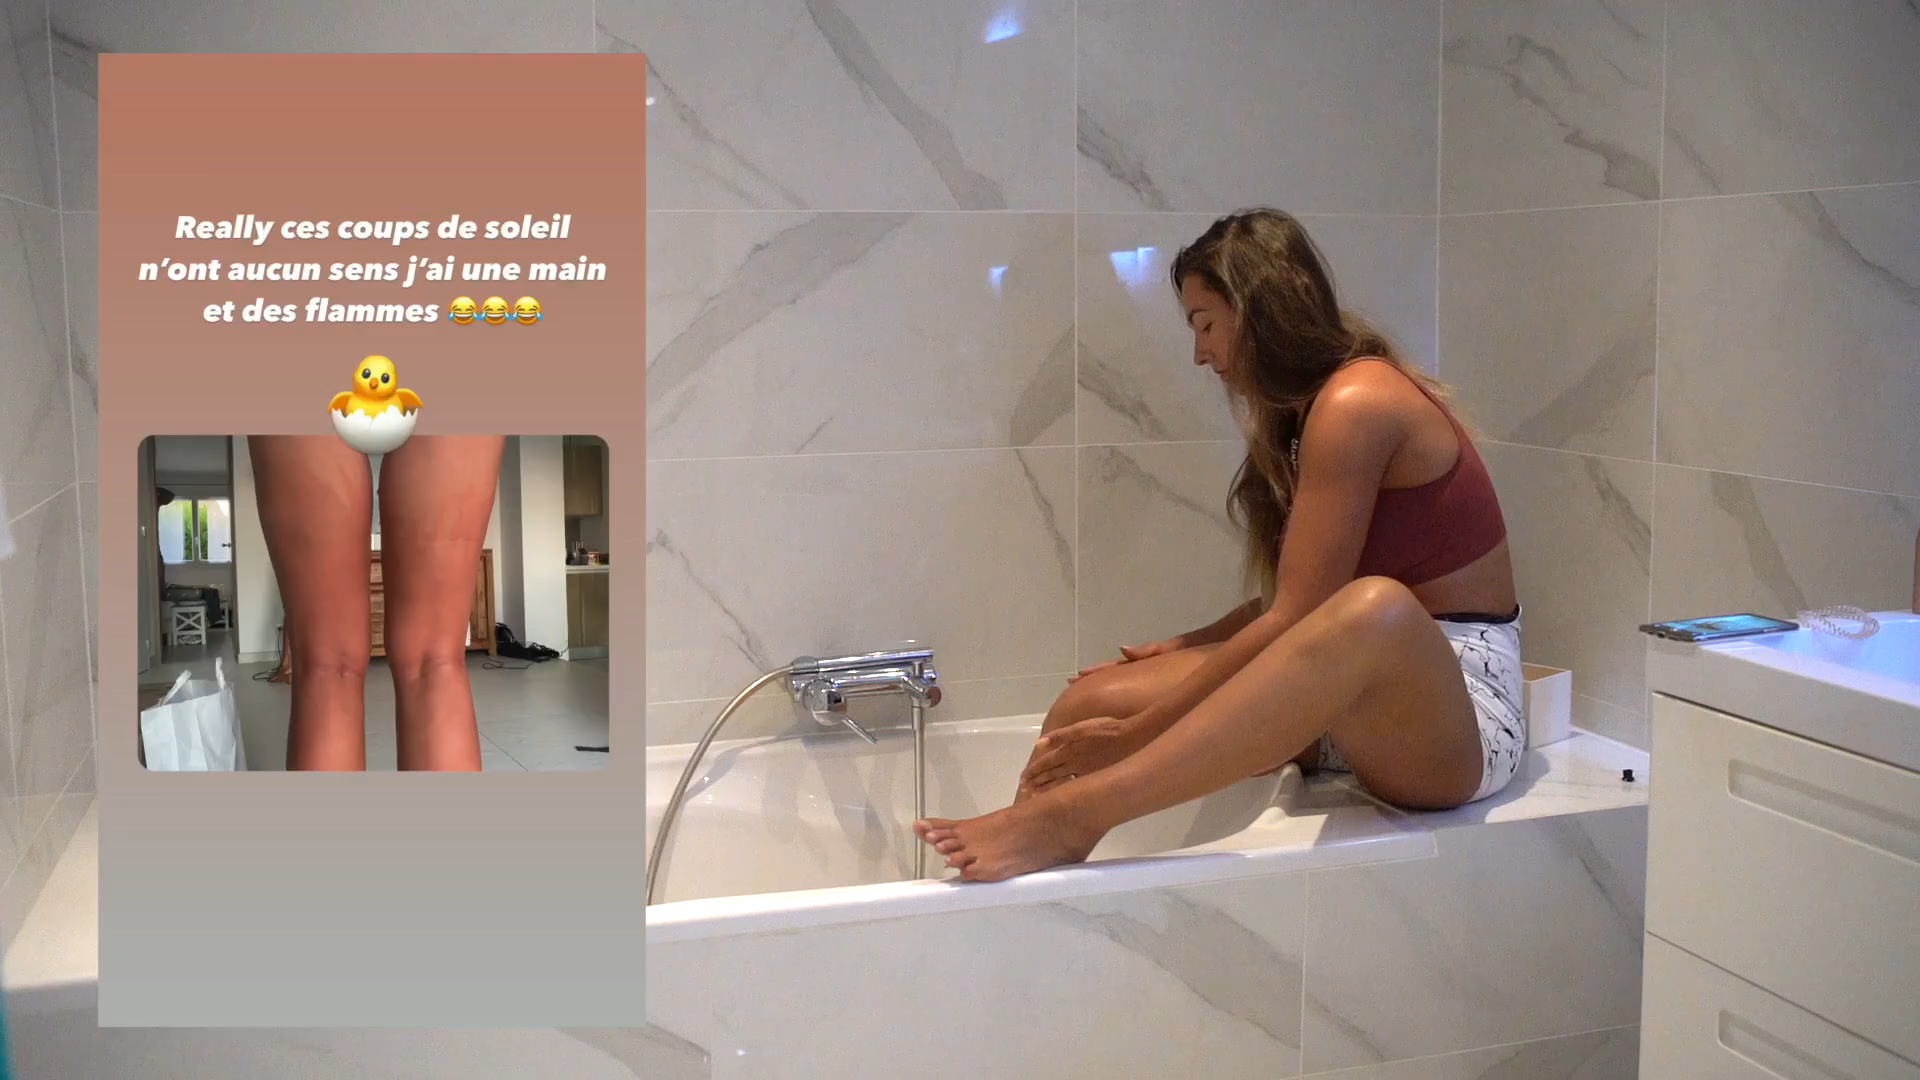 Really ces coups de soleil
n’ont aucun sens j’ai une main
et des flammes 😂😂😂